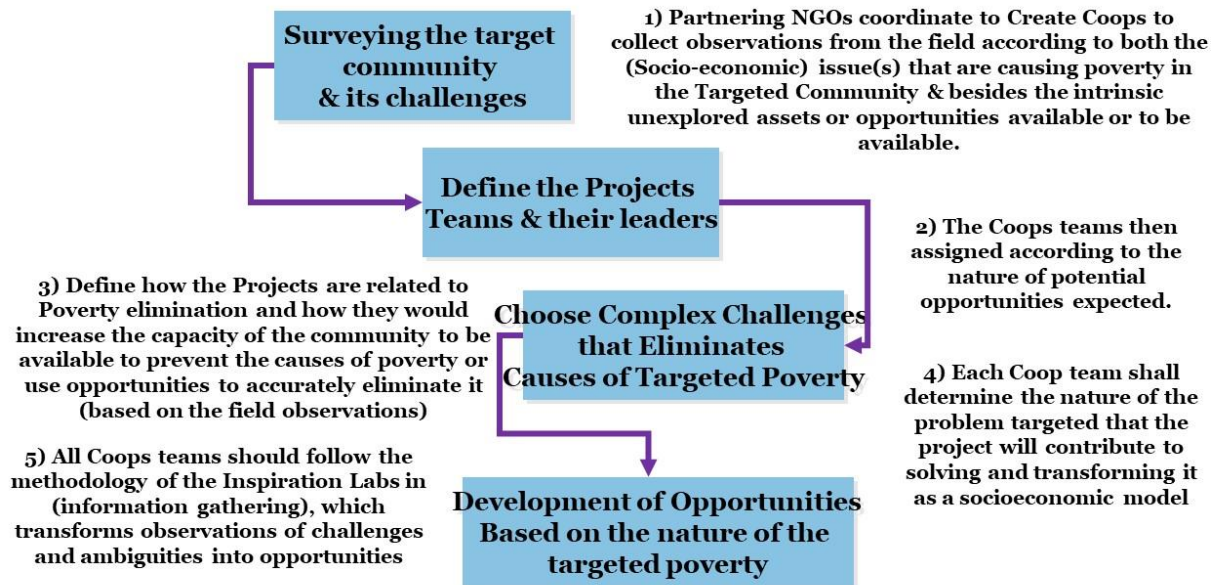 Surveying the target
community
& its challenges
1) Partnering NGOs coordinate to Create Coops to
collect observations from the field according to both the
(Socio-economic) issue(s) that are causing poverty in
the Targeted Community & besides the intrinsic
unexplored assets or opportunities available or to be
available.
Define the Projects
Teams & their leaders
2) The Coops teams then
assigned according to the
nature of potential
opportunities expected.
3) Define how the Projects are related to
Poverty elimination and how they would
increase the capacity of the community to be
available to prevent the causes of poverty or
use opportunities to accurately eliminate it
(based on the field observations)
Choose Complex Challenges
that Eliminates
Causes of Targeted Poverty
4) Each Coop team shall
determine the nature of the
problem targeted that the
project will contribute to
solving and transforming it
as a socioeconomic model
5) All Coops teams should follow the
methodology of the Inspiration Labs in
(information gathering), which
transforms observations of challenges
and ambiguities into opportunities
Development of Opportunities
Based on the nature of the
targeted poverty